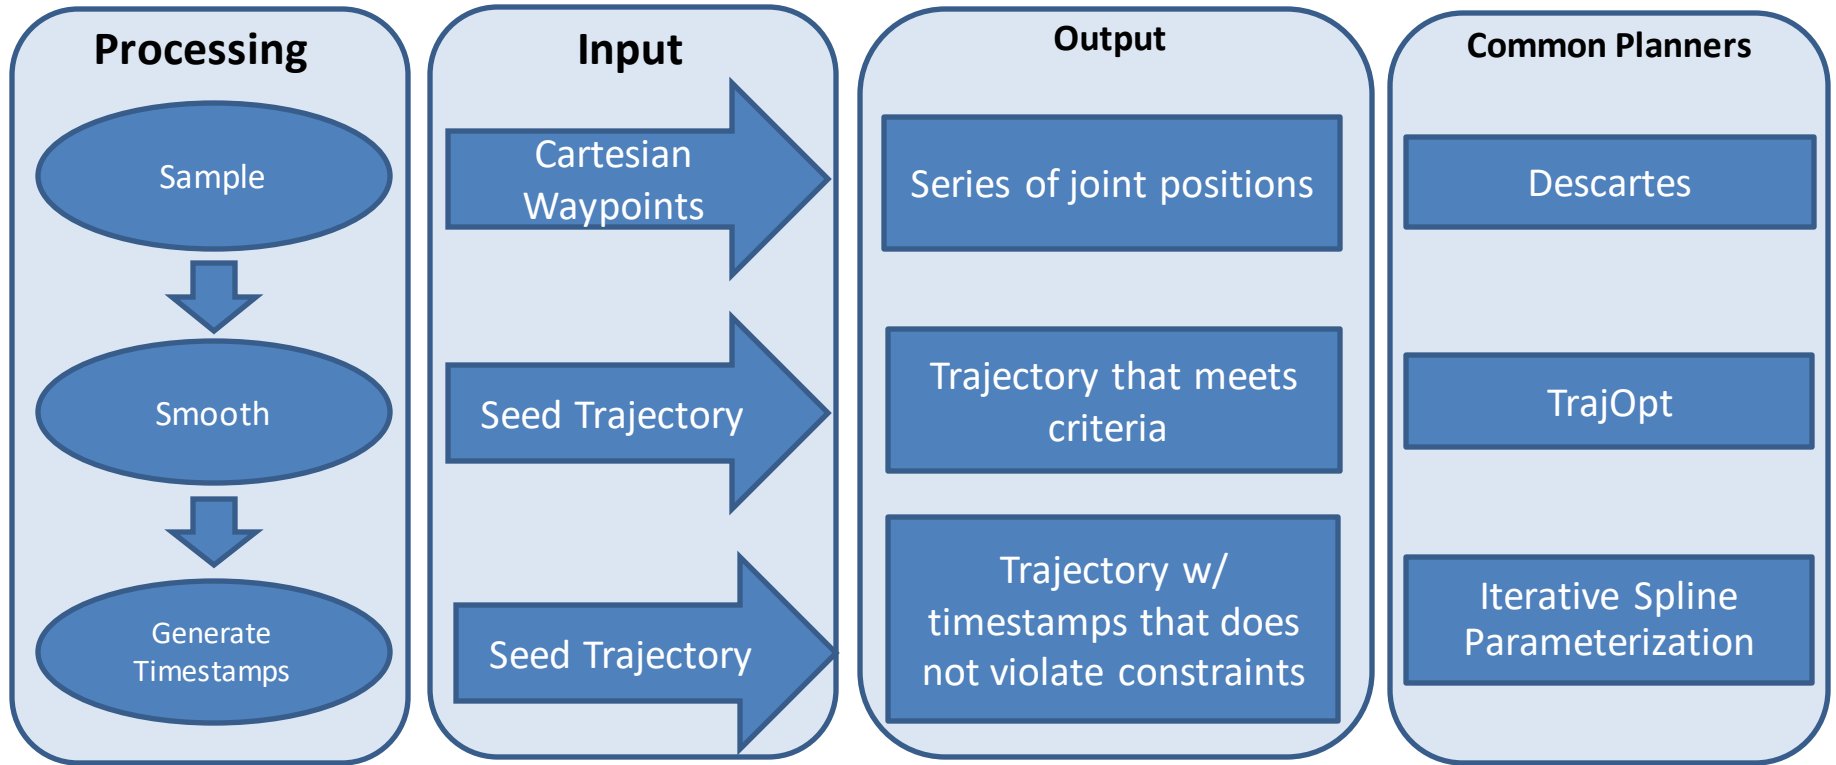 Processing
Sample
Smooth
Generate
Timestamps
Input
Cartesian
Waypoints
Seed Trajectory
Seed Trajectory
Output
Series of joint positions
Trajectory that meets
criteria
Trajectory w/
timestamps that does
not violate constraints
Common Planners
Descartes
TrajOpt
Iterative Spline
Parameterization